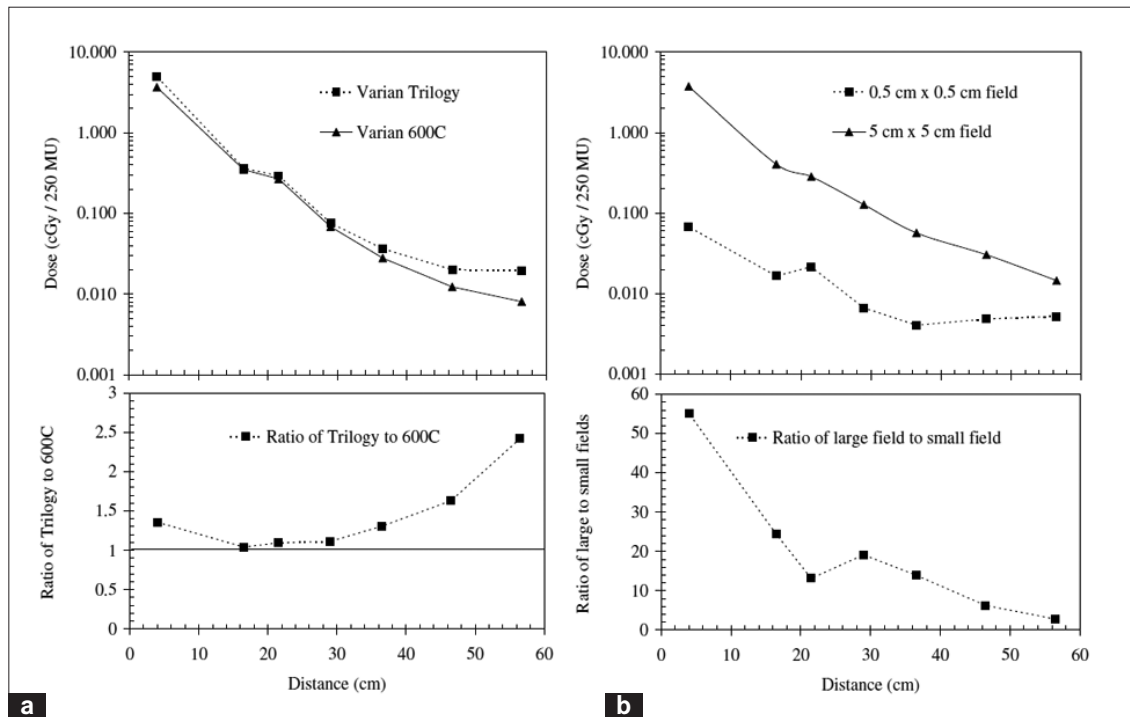 10.000
1.000
0.100
0.010
0.001
Dose (cGy / 250 MU)
Varian Trilogy
Varian 600C
3
2.5
2
1.5
1
0.5
0
Ratio of Trilogy to 600C
Ratio of Trilogy to 600C
0 10 20 30 40 50 60
Distance (cm)
a
10.000
1.000
0.100
0.010
0.001
Dose (cGy / 250 MU)
0.5 cm x 0.5 cm field
5 cm x 5 cm field
60
50
40
30
20
10
0
Ratio of large to small fields
Ratio of large field to small field
0 10 20 30 40 50 60
Distance (cm)
b